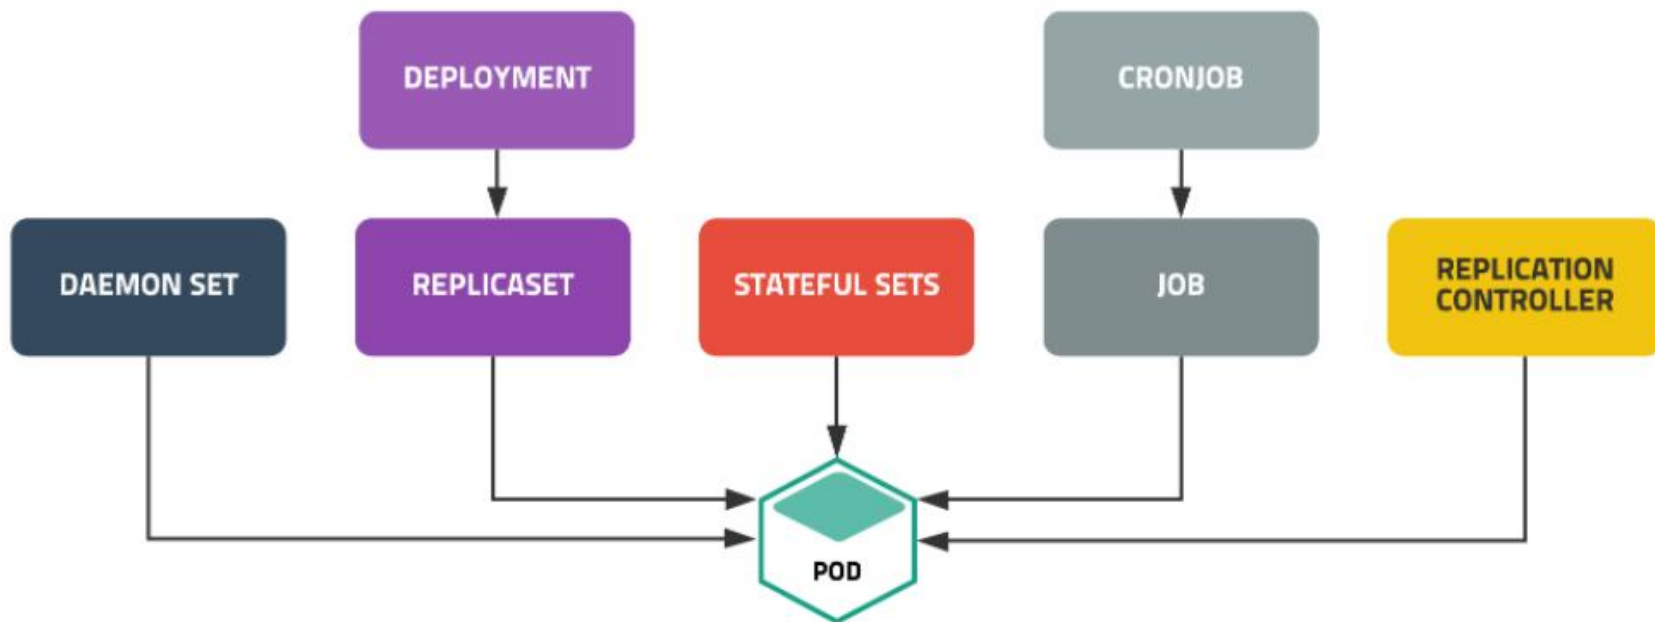 DEPLOYMENT
CRONJOB
DAEMON SET
REPLICASET
STATEFUL SETS
JOB
REPLICATION
CONTROLLER
POD